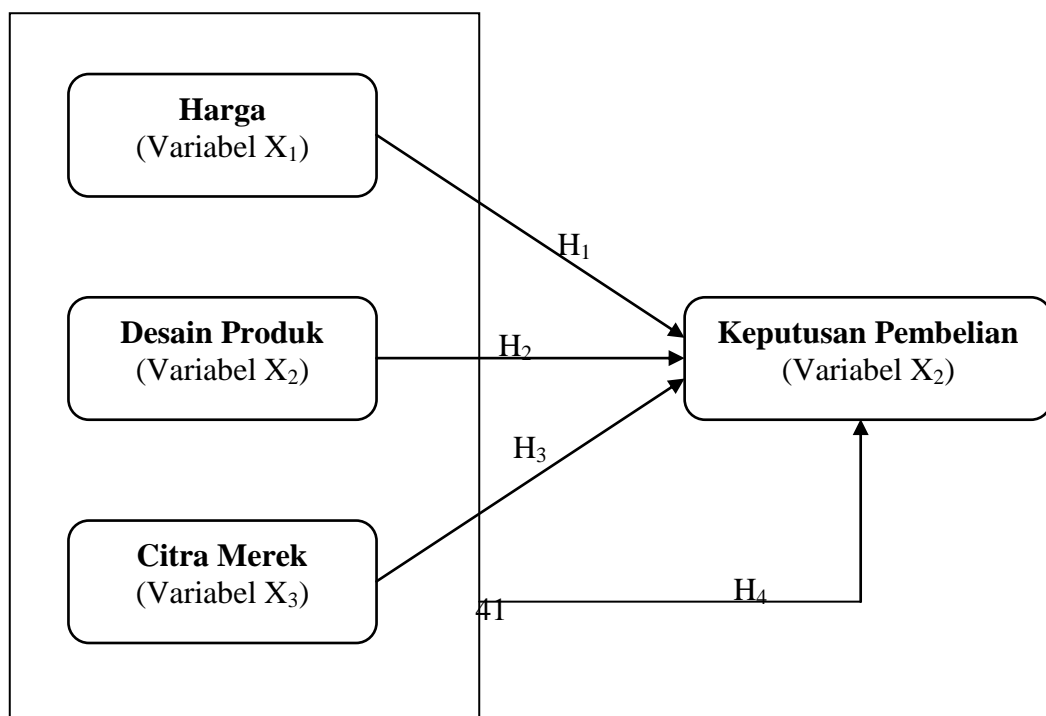 Harga
(Variabel X₁)
H₁
Desain Produk
(Variabel X₂)
H₂
Keputusan Pembelian
(Variabel X₂)
H₃
Citra Merek
(Variabel X₃)
H₄
41